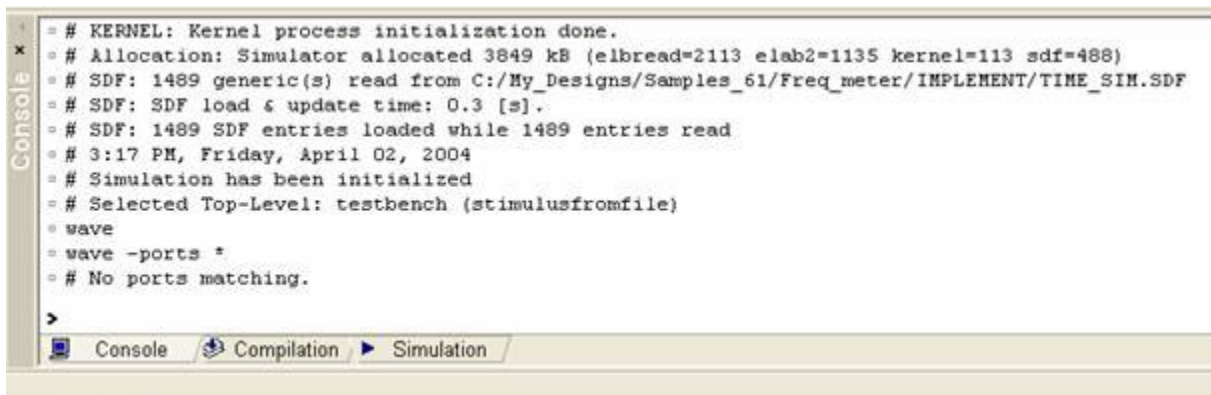 # KERNEL: Kernel process initialization done.
# Allocation: Simulator allocated 3849 kB (elbread=2113 elab2=1135 kernel=113 sdf=488)
# SDF: 1489 generic(s) read from C:/My_Designs/Samples_61/Freq_meter/IMPLEMENT/TIME_SIM.SDF
# SDF: SDF load & update time: 0.3 [s].
# SDF: 1489 SDF entries loaded while 1489 entries read
# 3:17 PM, Friday, April 02, 2004
# Simulation has been initialized
# Selected Top-Level: testbench (stimulusfromfile)
wave
wave -ports *
# No ports matching.
>
Console
Console Compilation Simulation